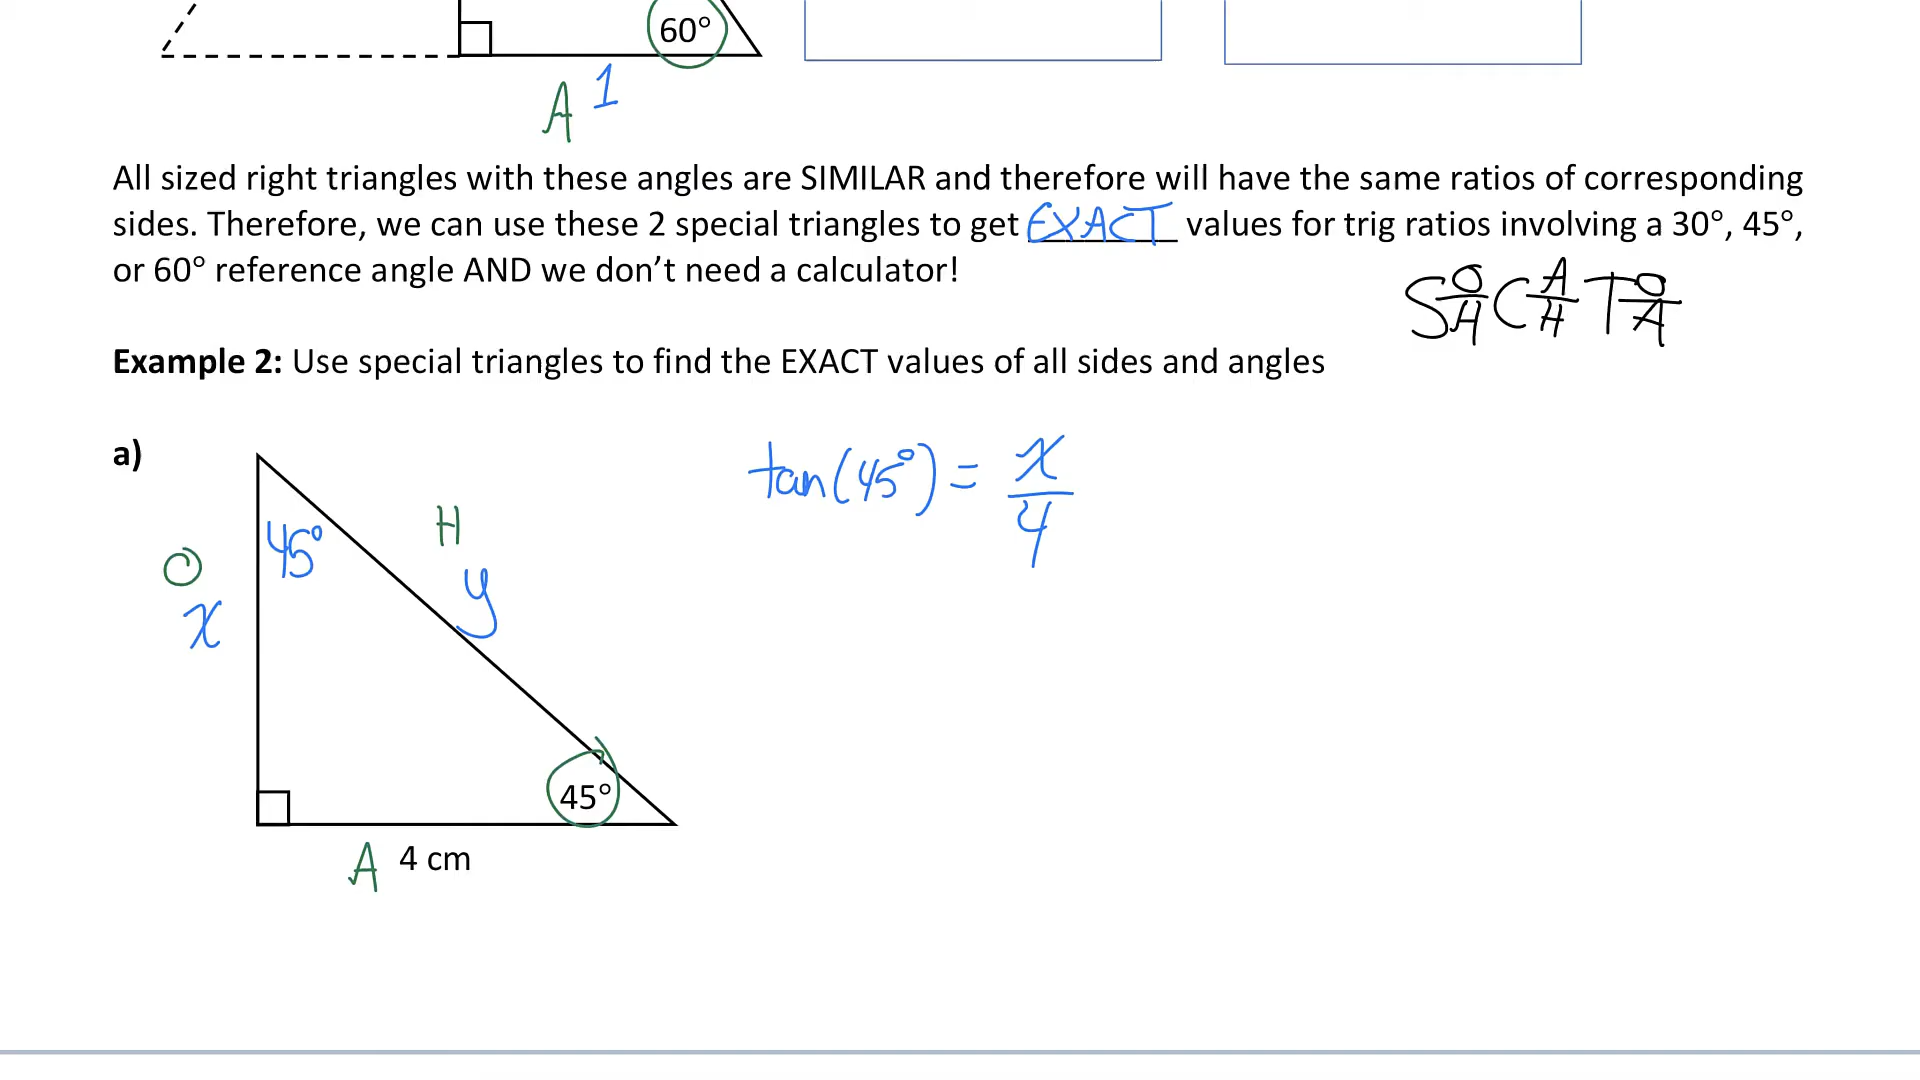 60°
A 1
All sized right triangles with these angles are SIMILAR and therefore will have the same ratios of corresponding
sides. Therefore, we can use these 2 special triangles to get EXACT values for trig ratios involving a 30°, 45°,
or 60° reference angle AND we don't need a calculator!
S O/H C A/H T O/A
Example 2: Use special triangles to find the EXACT values of all sides and angles
a)
tan(45°) = x/4
45°
H
O
y
x
45°
A 4 cm